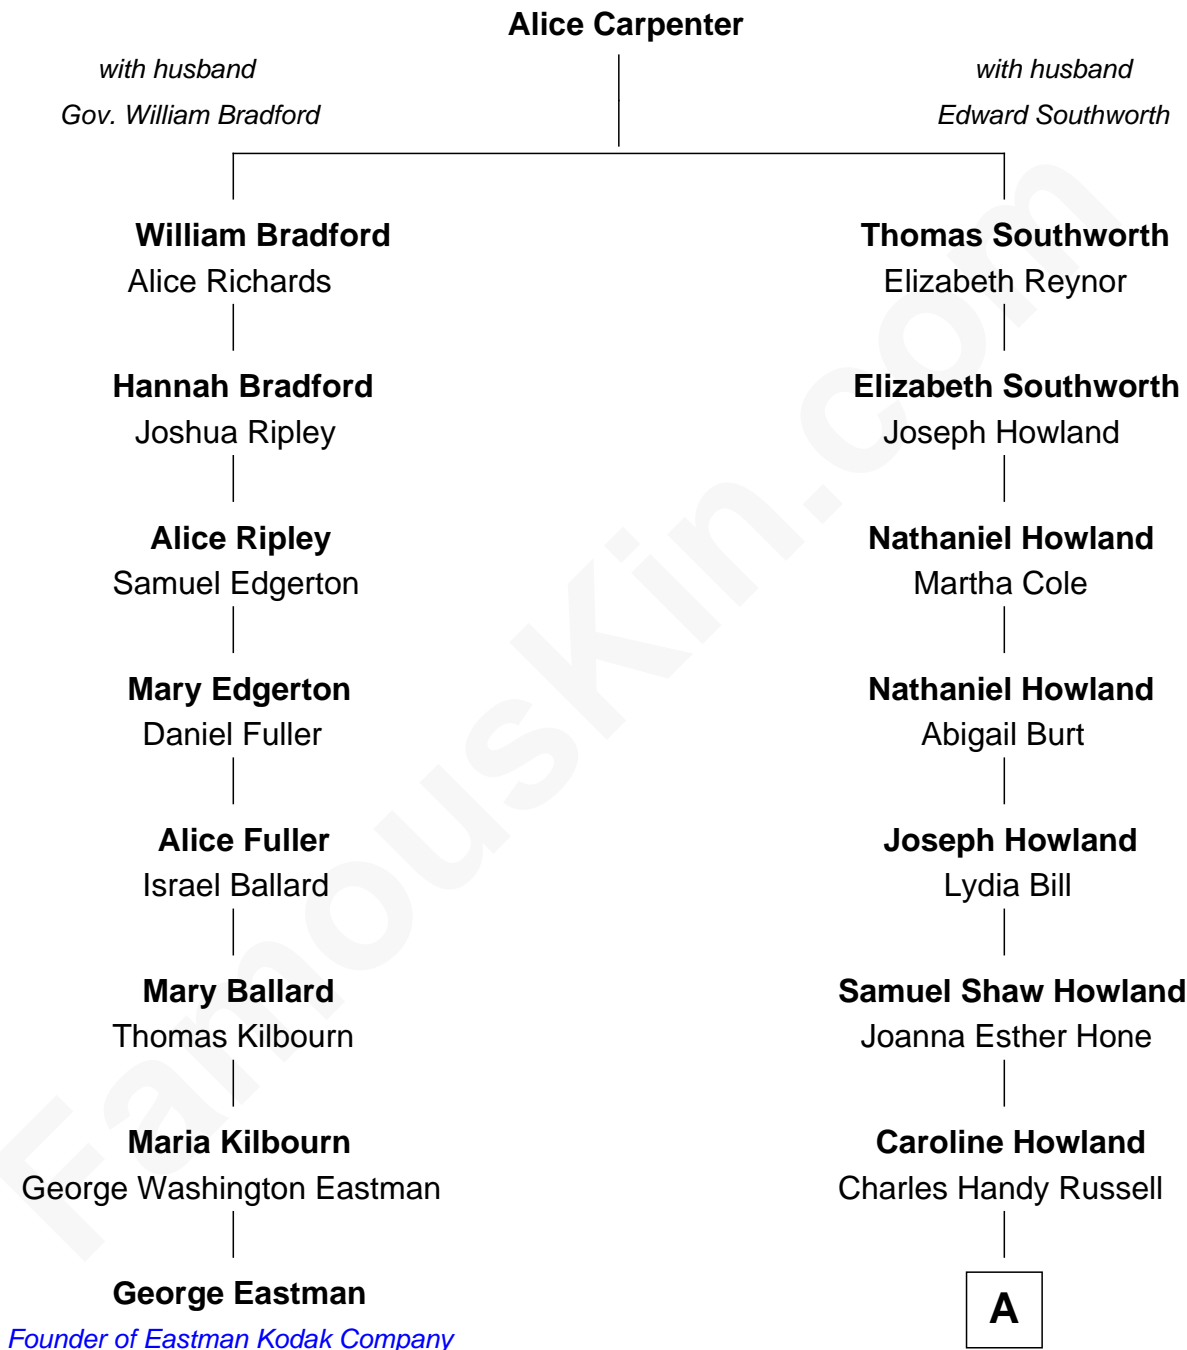 Alice Carpenter
with husband
Gov. William Bradford
with husband
Edward Southworth
William Bradford
Alice Richards
Thomas Southworth
Elizabeth Reynor
Hannah Bradford
Joshua Ripley
Elizabeth Southworth
Joseph Howland
Alice Ripley
Samuel Edgerton
Nathaniel Howland
Martha Cole
Mary Edgerton
Daniel Fuller
Nathaniel Howland
Abigail Burt
Alice Fuller
Israel Ballard
Joseph Howland
Lydia Bill
Mary Ballard
Thomas Kilbourn
Samuel Shaw Howland
Joanna Esther Hone
Maria Kilbourn
George Washington Eastman
Caroline Howland
Charles Handy Russell
George Eastman
Founder of Eastman Kodak Company
A
FamousKin.com